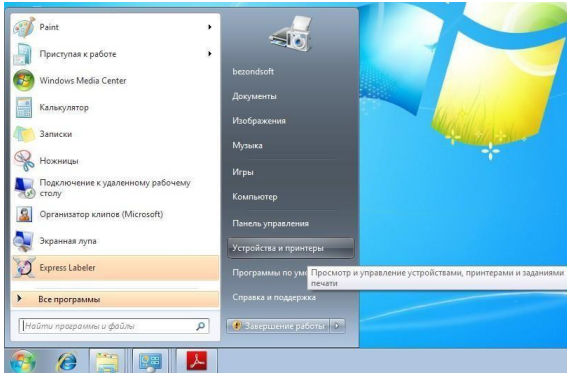 Paint
Приступая к работе
Windows Media Center
Калькулятор
Записки
Ножницы
Подключение к удаленному рабочему
столу
Организатор клипов (Microsoft)
Экранная лупа
Express Labeler
Все программы
Найти программы и файлы
bezondsoft
Документы
Изображения
Музыка
Игры
Компьютер
Панель управления
Устройства и принтеры
Программы по ум
Просмотр и управление устройствами, принтерами и заданиями
печати
Справка и поддержка
Завершение работы